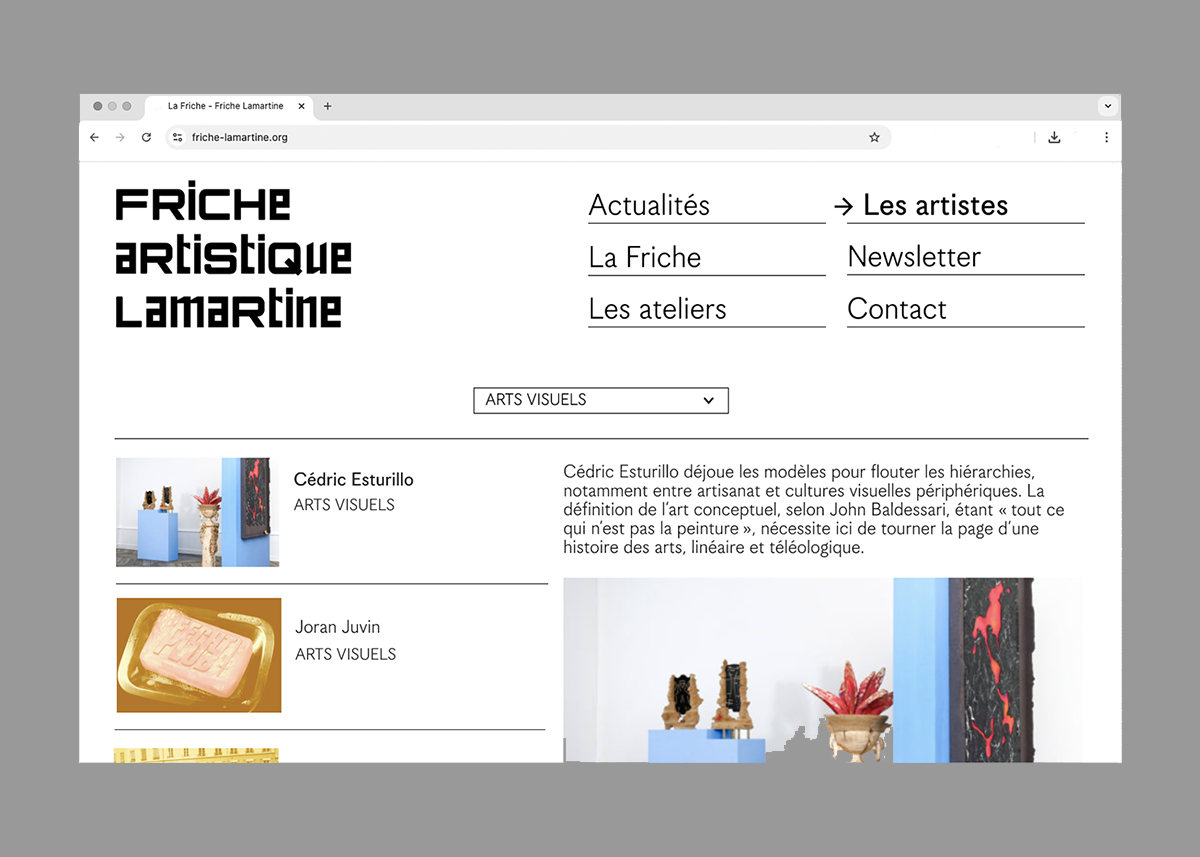 La Friche - Friche Lamartine
friche-lamartine.org
FRiCHe
aRtistiQue
LamaRtine
Actualités
La Friche
Les ateliers
→ Les artistes
Newsletter
Contact
ARTS VISUELS
Cédric Esturillo
ARTS VISUELS
Joran Juvin
ARTS VISUELS
Cédric Esturillo déjoue les modèles pour flouter les hiérarchies,
notamment entre artisanat et cultures visuelles périphériques. La
définition de l’art conceptuel, selon John Baldessari, étant « tout ce
qui n’est pas la peinture », nécessite ici de tourner la page d’une
histoire des arts, linéaire et téléologique.